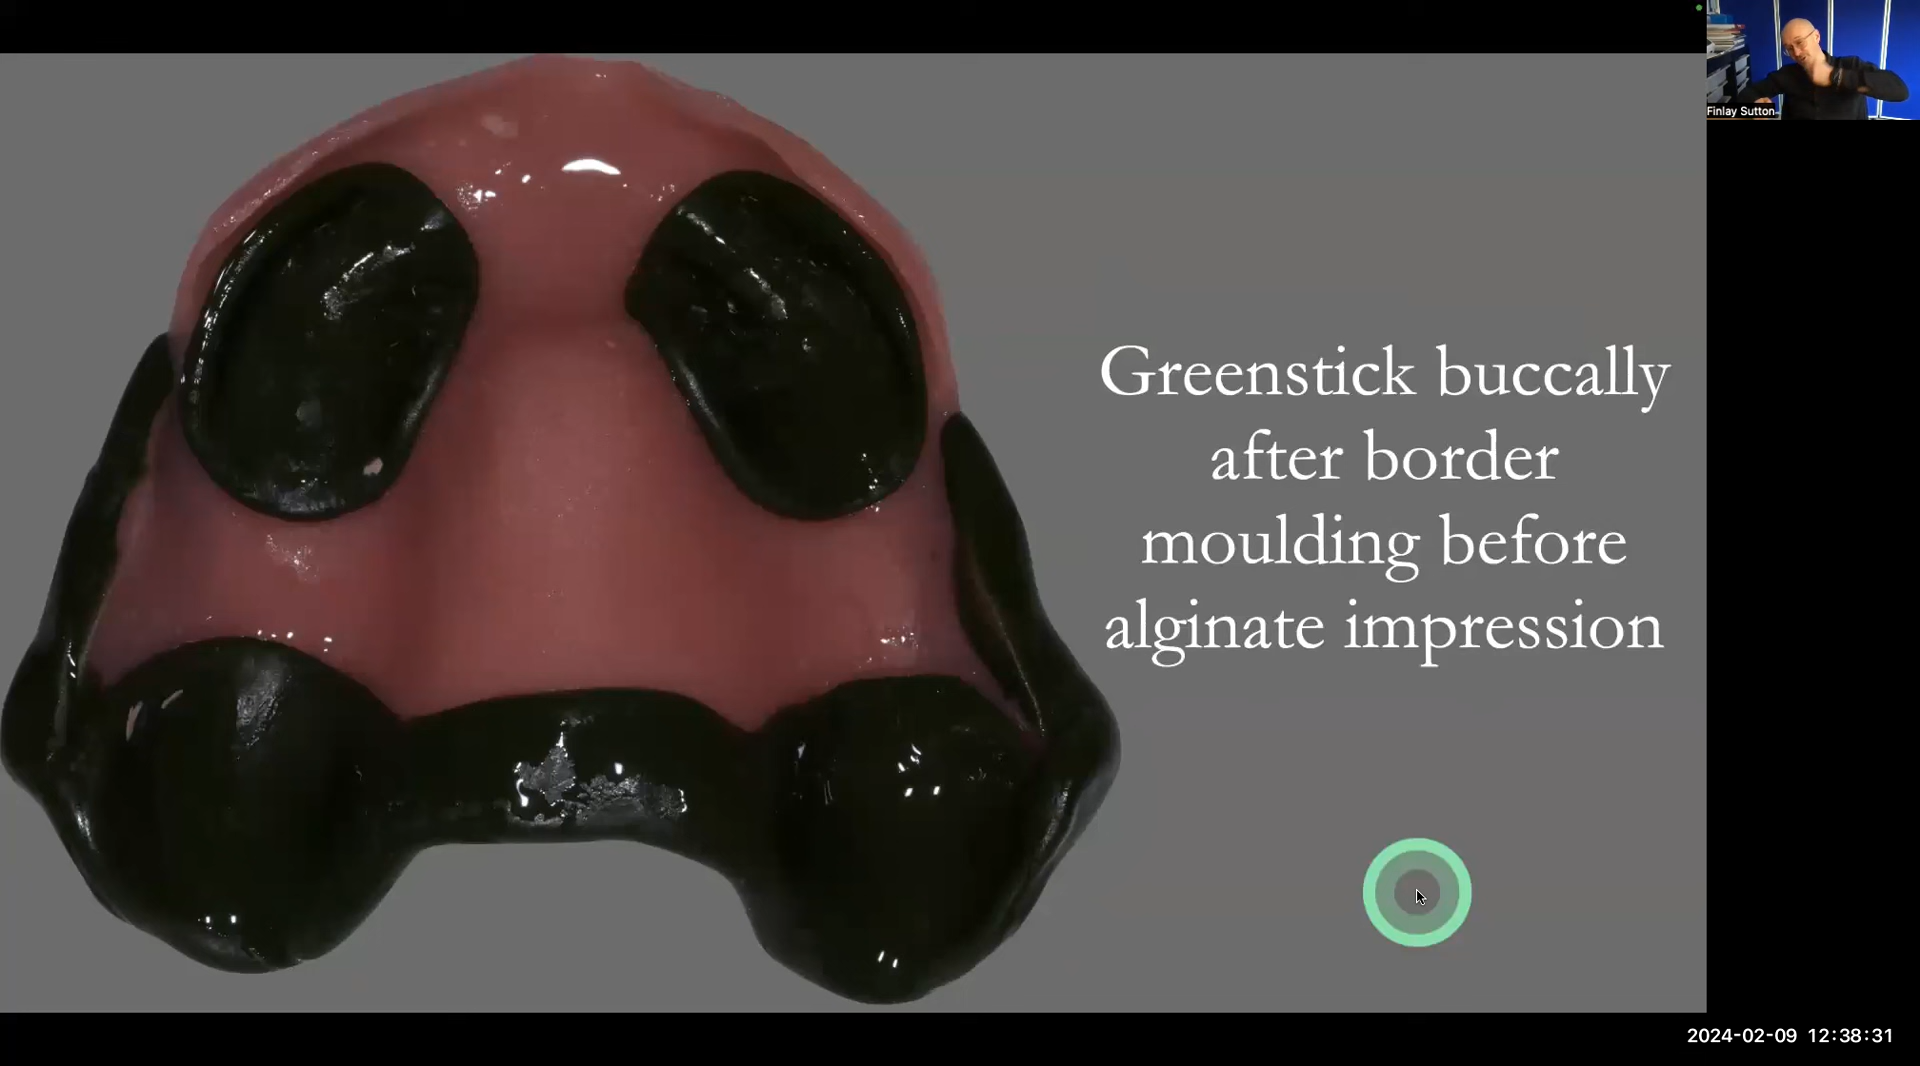 Finlay Sutton
Greenstick buccally
after border
moulding before
alginate impression
2024-02-09 12:38:31